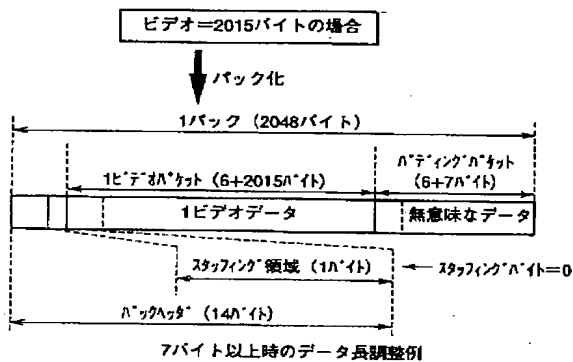 ビデオ=2015バイトの場合
パック化
1パック (2048バイト)
パディングパケット
(6+7バイト)
1ビデオパケット (6+2015バイト)
1ビデオデータ
無意味なデータ
スタッフィング領域 (1バイト)
スタッフィングバイト=0
パックヘッダ (14バイト)
7バイト以上時のデータ長調整例